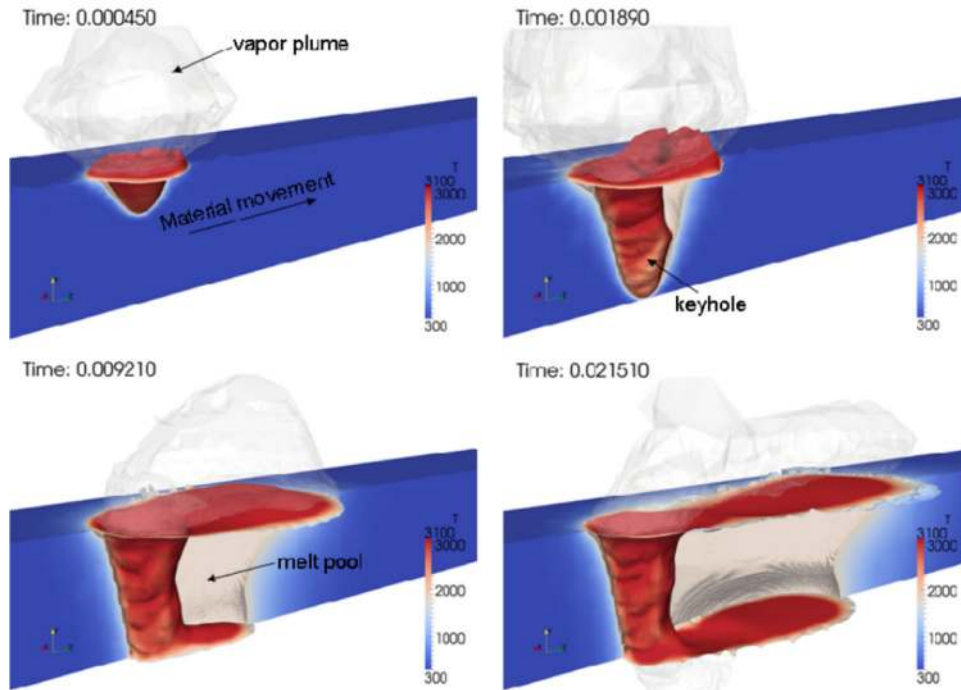 Time: 0.000450
vapor plume
Material movement
T
3100
3000
2000
1000
300
Time: 0.001890
keyhole
T
3100
3000
2000
1000
300
Time: 0.009210
melt pool
T
3100
3000
2000
1000
300
Time: 0.021510
T
3100
3000
2000
1000
300